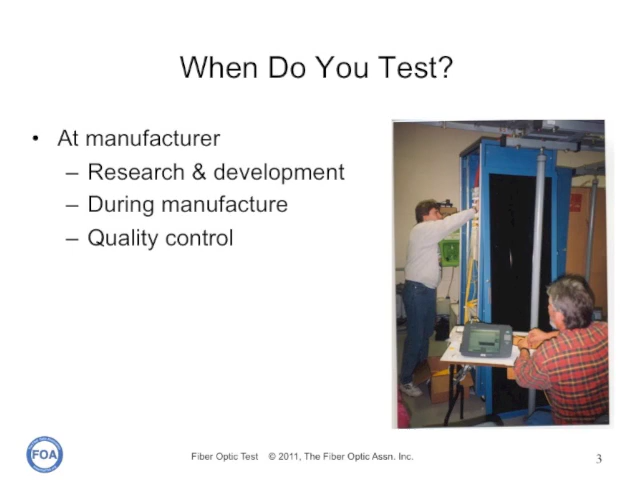 When Do You Test?
• At manufacturer
– Research & development
– During manufacture
– Quality control
FOA
Fiber Optic Test © 2011, The Fiber Optic Assn. Inc.
3